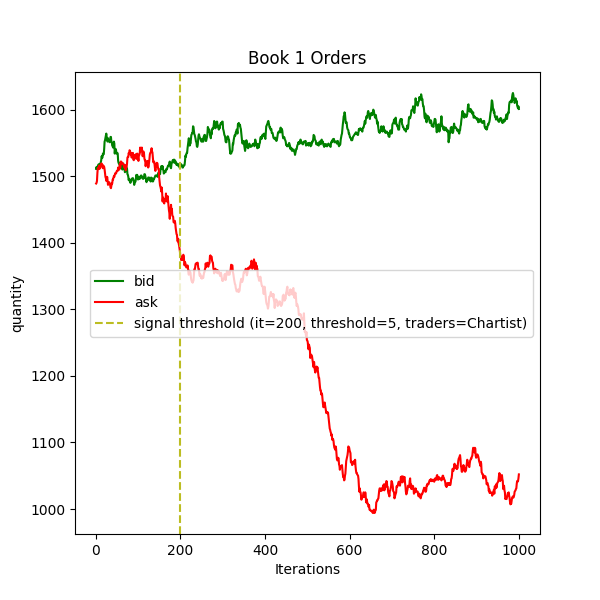 Book 1 Orders
quantity
1600
1500
1400
1300
1200
1100
1000
bid
ask
signal threshold (it=200, threshold=5, traders=Chartist)
0 200 400 600 800 1000
Iterations